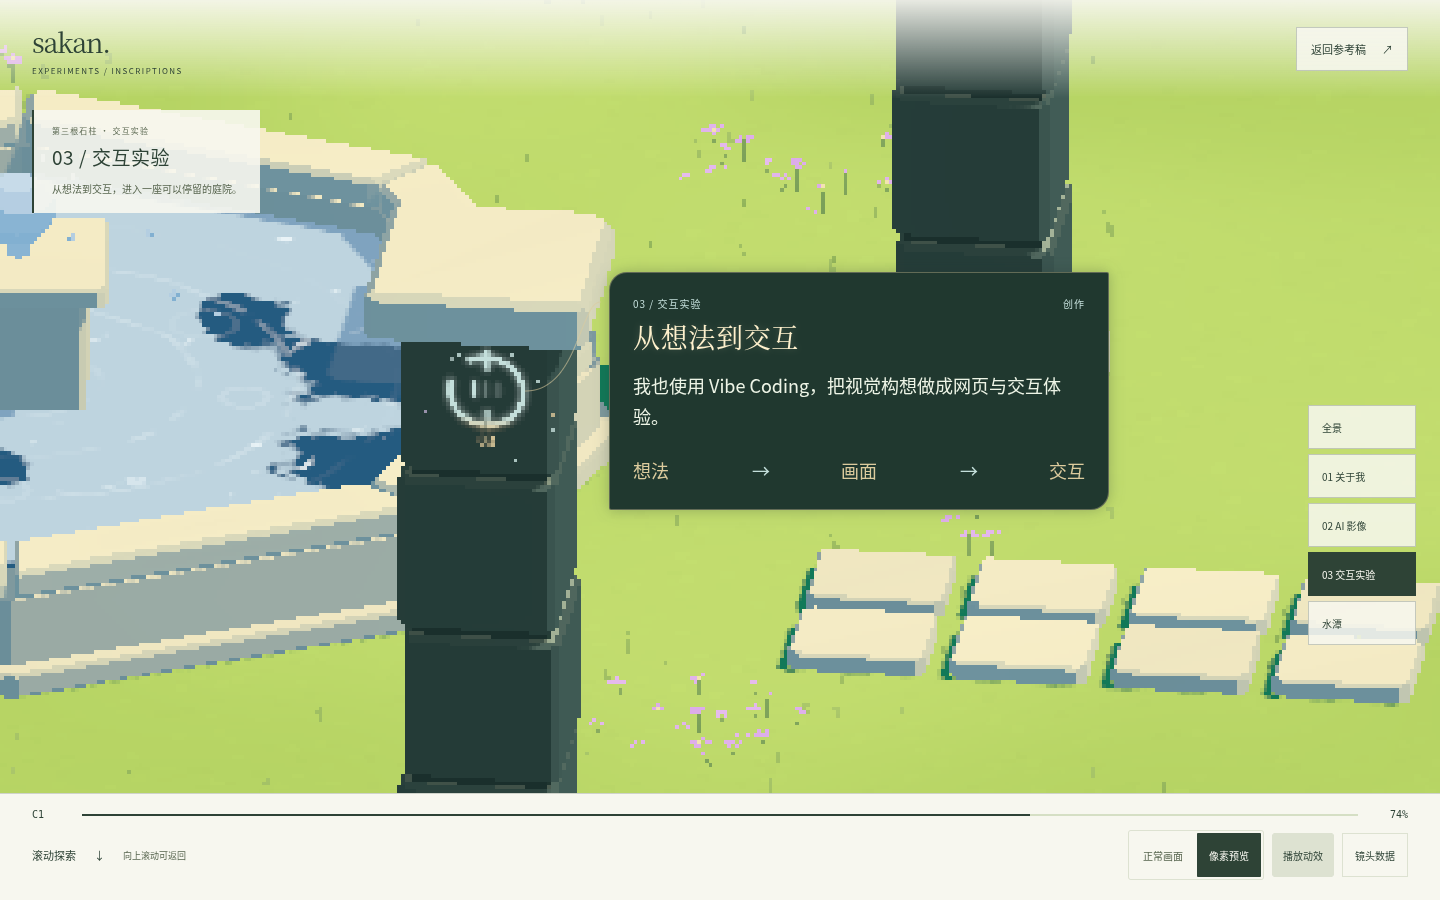 sakan.
EXPERIMENTS / INSCRIPTIONS
返回参考稿 ↗
第三根石柱 · 交互实验
03 / 交互实验
从想法到交互，进入一座可以停留的庭院。
03 / 交互实验 创作
从想法到交互
我也使用 Vibe Coding，把视觉构想做成网页与交互体
验。
想法 → 画面 → 交互
全景
01 关于我
02 AI 影像
03 交互实验
水潭
C1 74%
滚动探索 ↓ 向上滚动可返回
正常画面 像素预览 播放动效 镜头数据